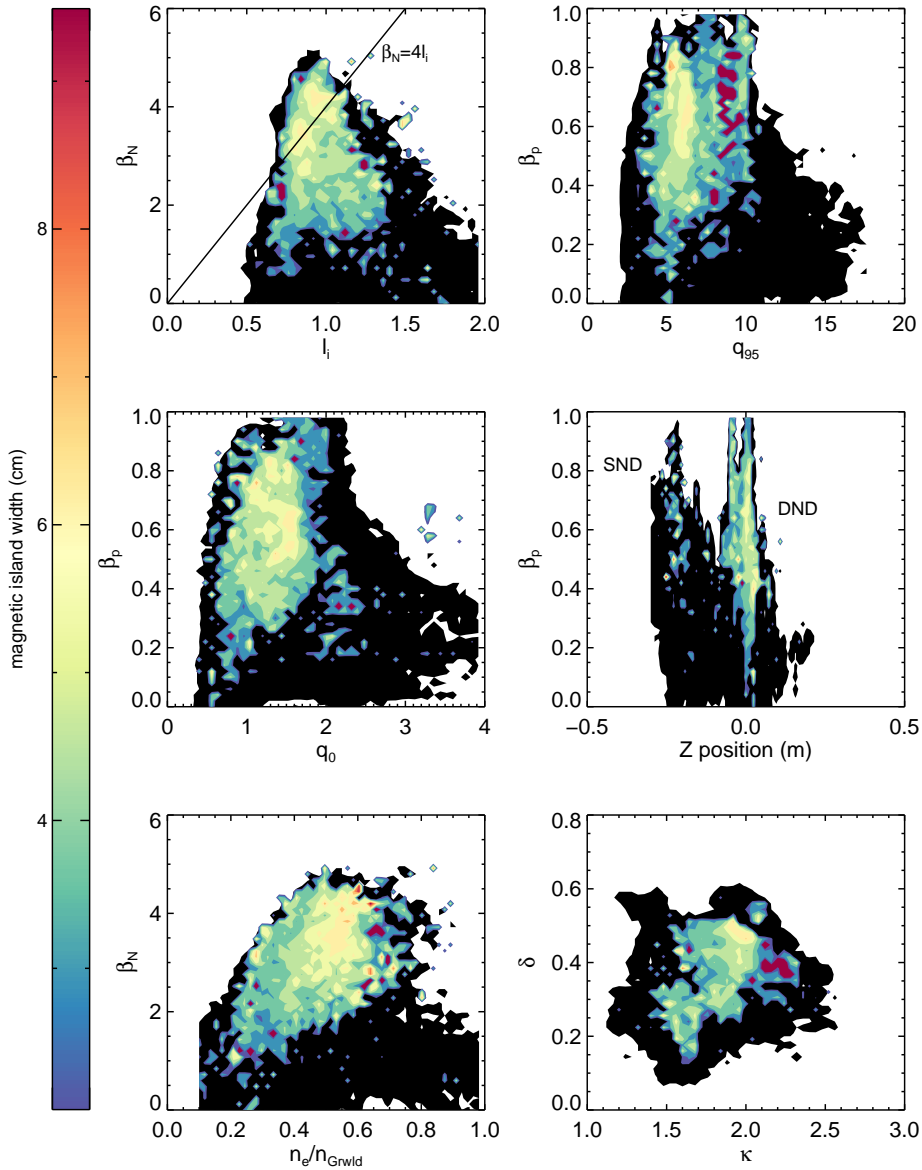 magnetic island width (cm)
8
6
4
6
4
2
0
β_N
β_N=4l_i
0.0 0.5 1.0 1.5 2.0
l_i
1.0
0.8
0.6
0.4
0.2
0.0
β_p
0 5 10 15 20
q_95
1.0
0.8
0.6
0.4
0.2
0.0
β_p
0 1 2 3 4
q_0
1.0
0.8
0.6
0.4
0.2
0.0
β_p
SND
DND
−0.5 0.0 0.5
Z position (m)
6
4
2
0
β_N
0.0 0.2 0.4 0.6 0.8 1.0
n_e/n_Grwld
0.8
0.6
0.4
0.2
0.0
δ
1.0 1.5 2.0 2.5 3.0
κ